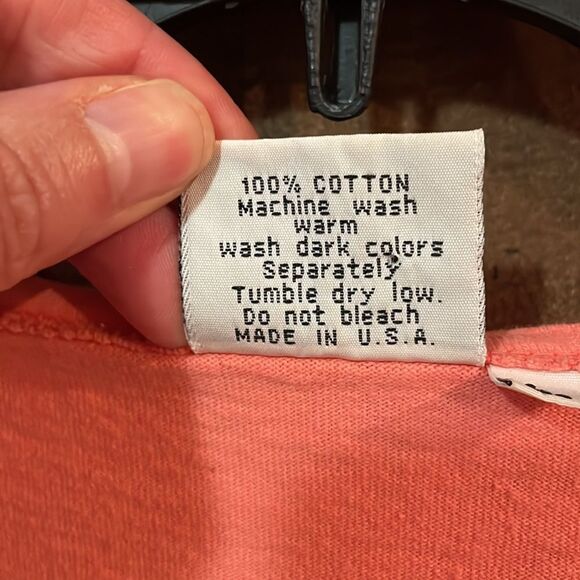 100% COTTON
Machine wash
warm
wash dark colors
Separately
Tumble dry low.
Do not bleach
MADE IN U.S.A.